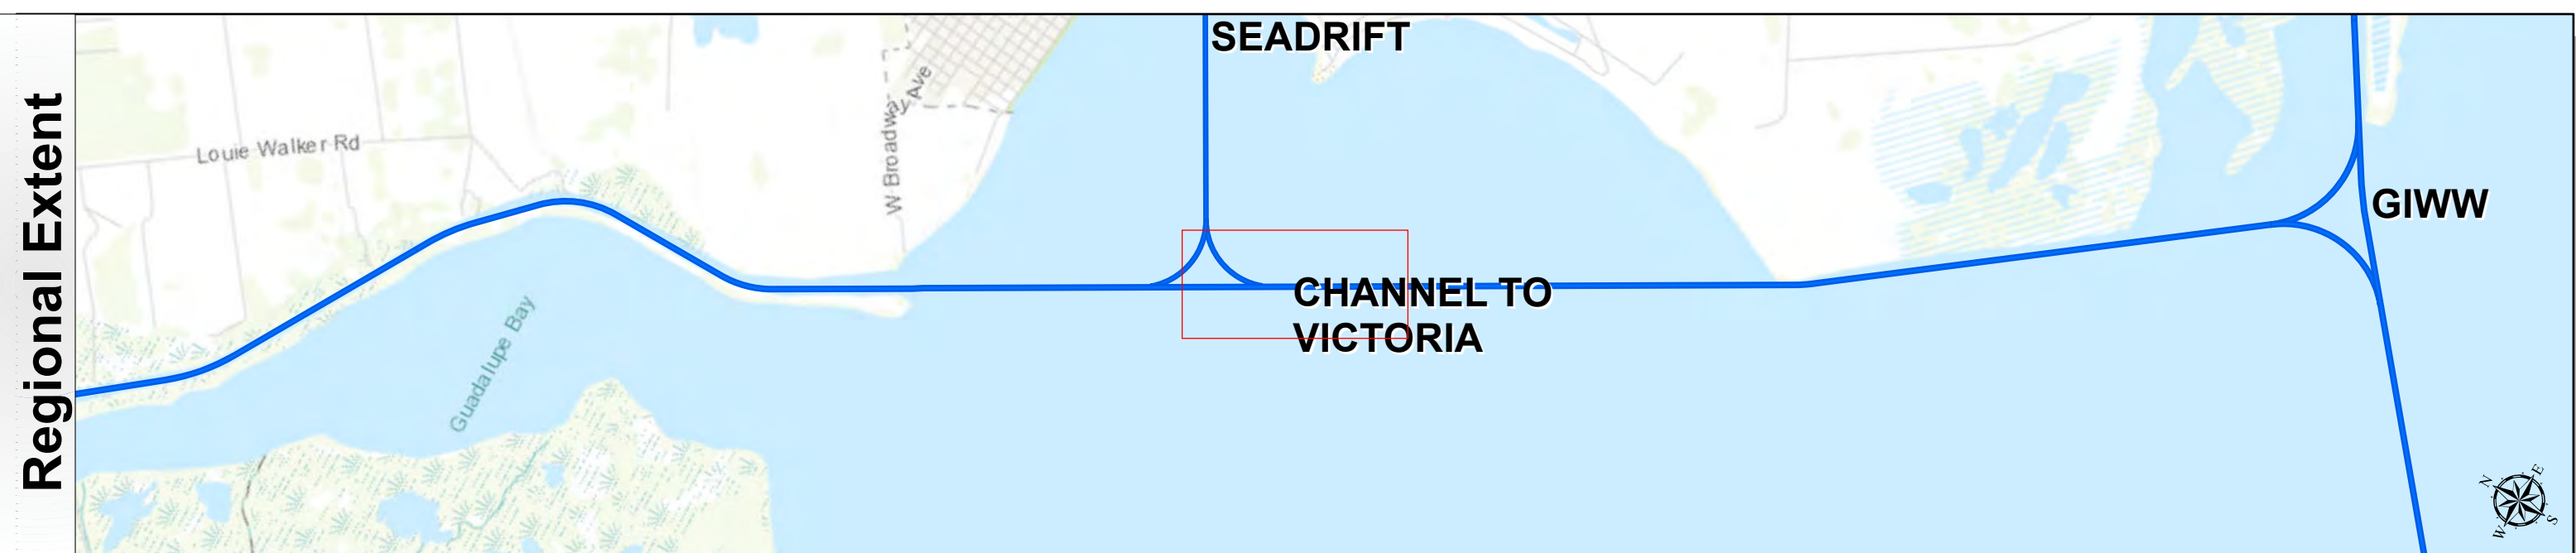 Regional Extent
SEADRIFT
W Broadway Ave
Louie Walker Rd
GIWW
CHANNEL TO
VICTORIA
Guadalupe Bay
N
E
S
W